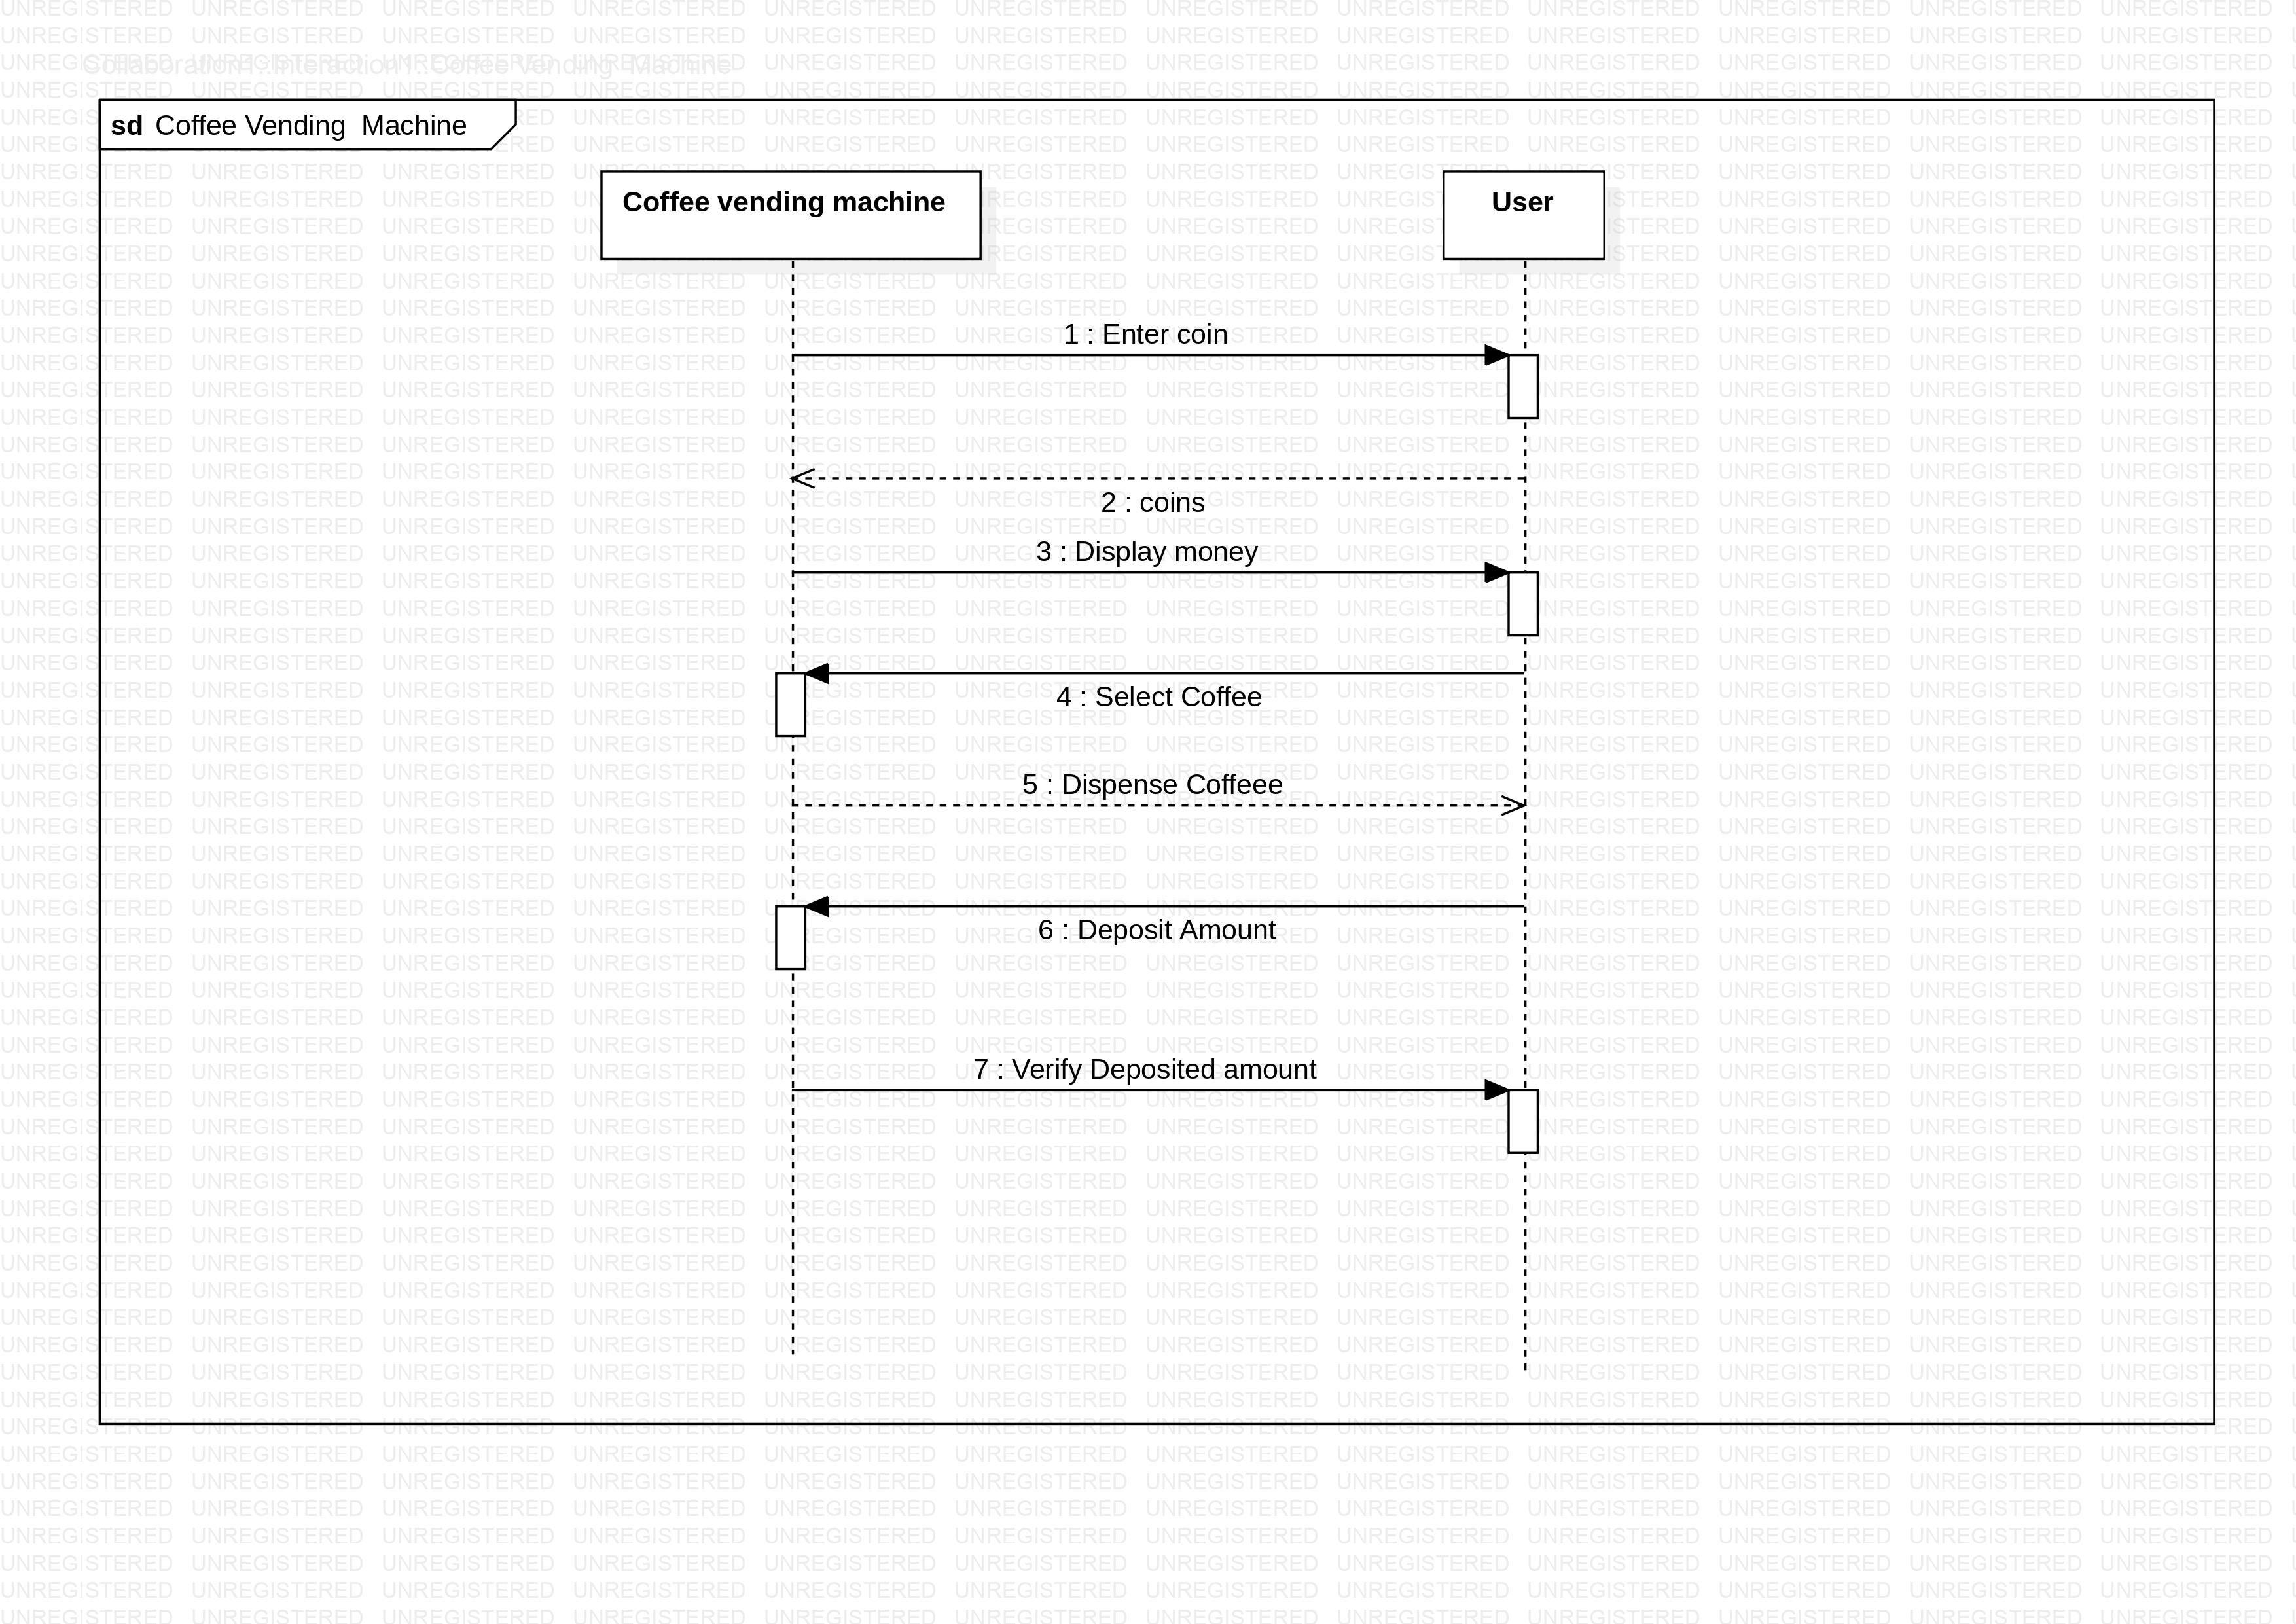 Collaboration1::Interaction1::Coffee Vending  Machine
sd Coffee Vending  Machine
Coffee vending machine
User
1 : Enter coin
2 : coins
3 : Display money
4 : Select Coffee
5 : Dispense Coffeee
6 : Deposit Amount
7 : Verify Deposited amount
UNREGISTERED